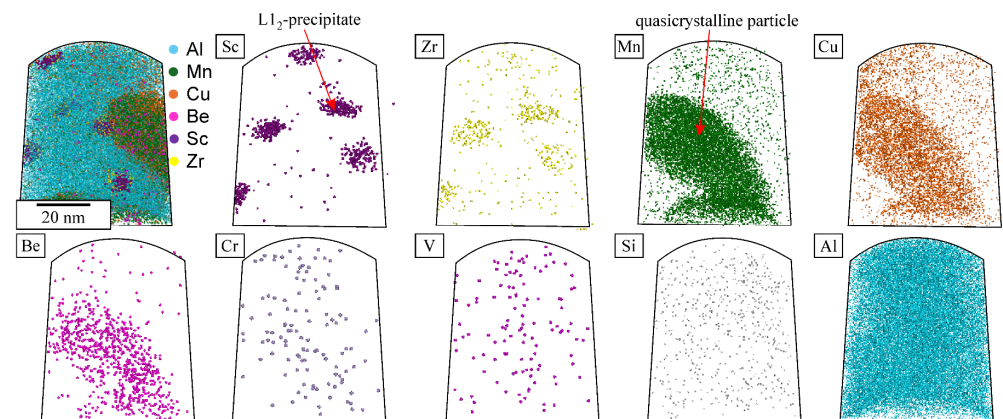 L1₂-precipitate
quasicrystalline particle
Al
Mn
Cu
Be
Sc
Zr
20 nm
Sc
Zr
Mn
Cu
Be
Cr
V
Si
Al